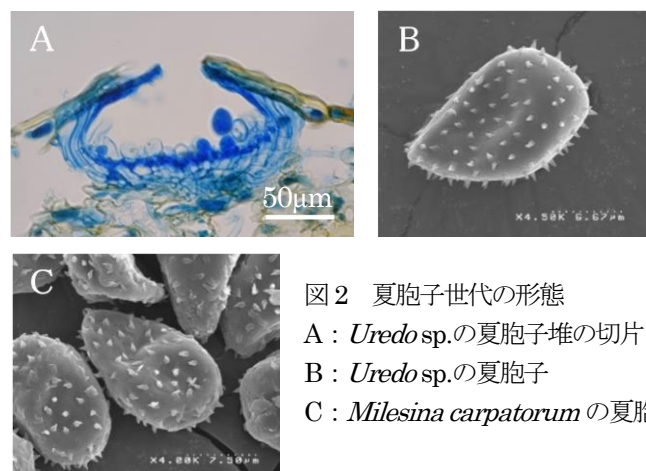 A
50μm
B
X4.50K 6.67μm
C
X4.00K 7.50μm
図2 夏胞子世代の形態
A：Uredo sp.の夏胞子堆の切片
B：Uredo sp.の夏胞子
C：Milesina carpatorum の夏胞